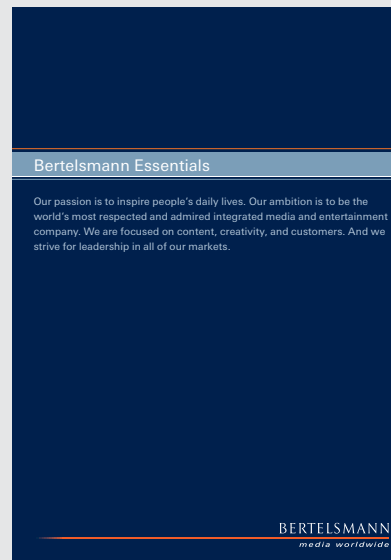 Bertelsmann Essentials
Our passion is to inspire people's daily lives. Our ambition is to be the
world's most respected and admired integrated media and entertainment
company. We are focused on content, creativity, and customers. And we
strive for leadership in all of our markets.
BERTELSMANN
media worldwide